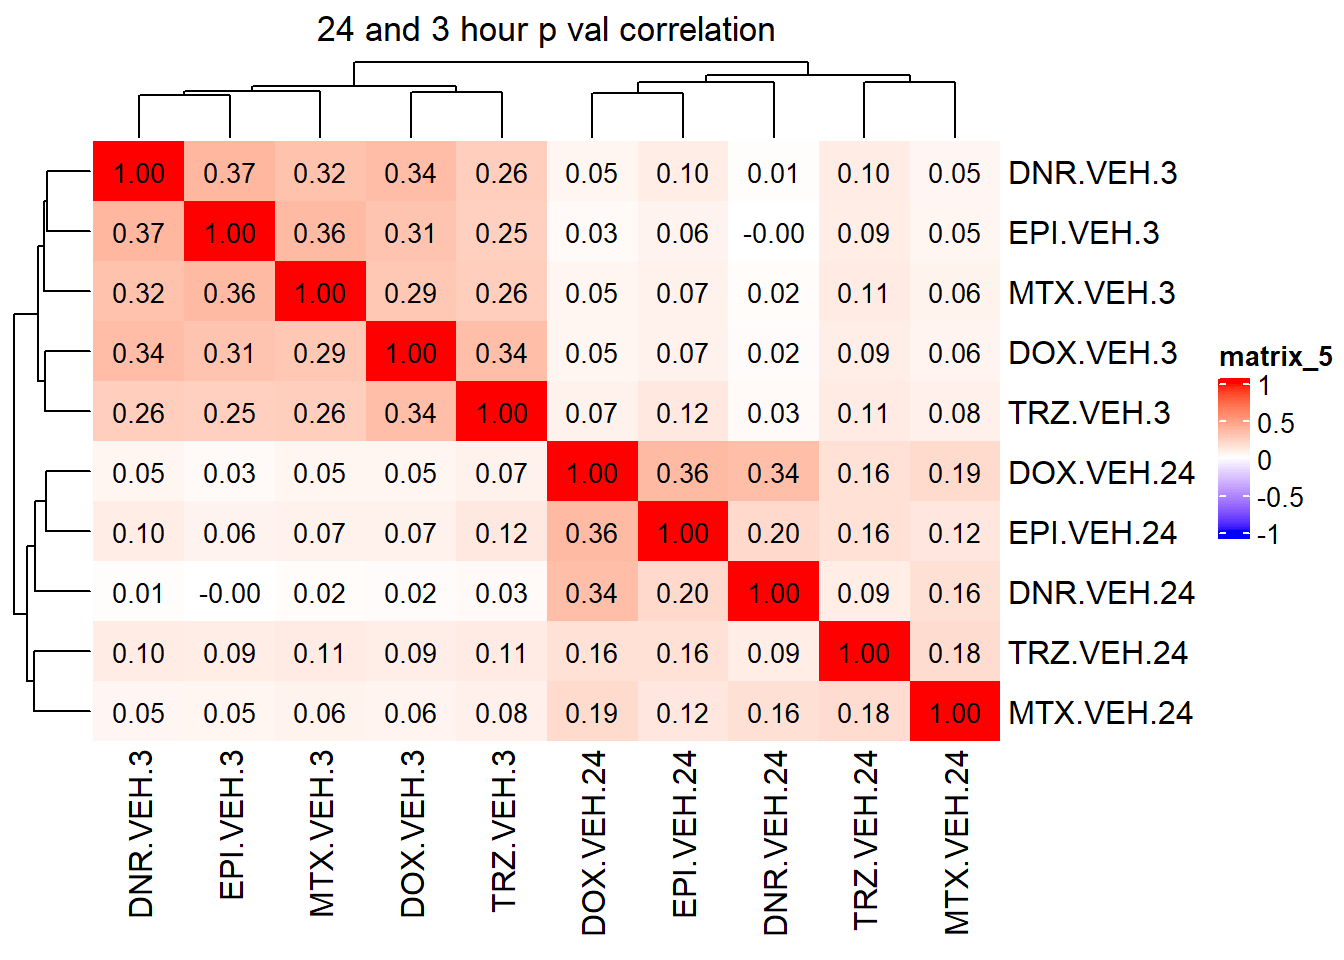 24 and 3 hour p val correlation
1.00 0.37 0.32 0.34 0.26 0.05 0.10 0.01 0.10 0.05 DNR.VEH.3
0.37 1.00 0.36 0.31 0.25 0.03 0.06 -0.00 0.09 0.05 EPI.VEH.3
0.32 0.36 1.00 0.29 0.26 0.05 0.07 0.02 0.11 0.06 MTX.VEH.3
0.34 0.31 0.29 1.00 0.34 0.05 0.07 0.02 0.09 0.06 DOX.VEH.3
0.26 0.25 0.26 0.34 1.00 0.07 0.12 0.03 0.11 0.08 TRZ.VEH.3
0.05 0.03 0.05 0.05 0.07 1.00 0.36 0.34 0.16 0.19 DOX.VEH.24
0.10 0.06 0.07 0.07 0.12 0.36 1.00 0.20 0.16 0.12 EPI.VEH.24
0.01 -0.00 0.02 0.02 0.03 0.34 0.20 1.00 0.09 0.16 DNR.VEH.24
0.10 0.09 0.11 0.09 0.11 0.16 0.16 0.09 1.00 0.18 TRZ.VEH.24
0.05 0.05 0.06 0.06 0.08 0.19 0.12 0.16 0.18 1.00 MTX.VEH.24
DNR.VEH.3
EPI.VEH.3
MTX.VEH.3
DOX.VEH.3
TRZ.VEH.3
DOX.VEH.24
EPI.VEH.24
DNR.VEH.24
TRZ.VEH.24
MTX.VEH.24
matrix_5
1
0.5
0
-0.5
-1